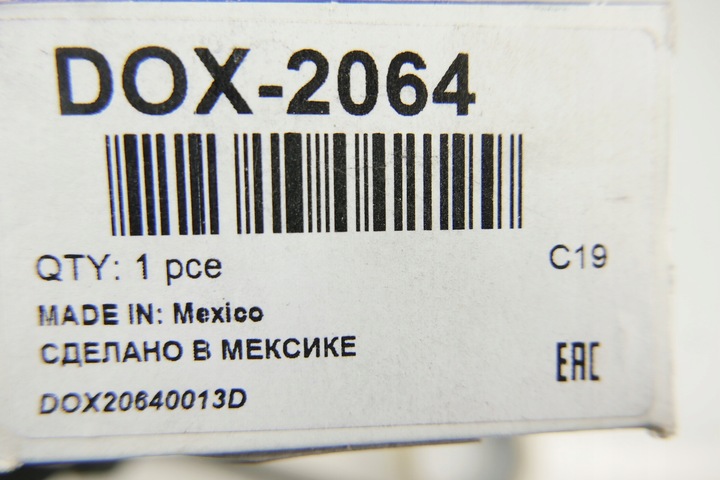 DOX-2064
QTY: 1 pce
C19
MADE IN: Mexico
СДЕЛАНО В МЕКСИКЕ
EAC
DOX20640013D